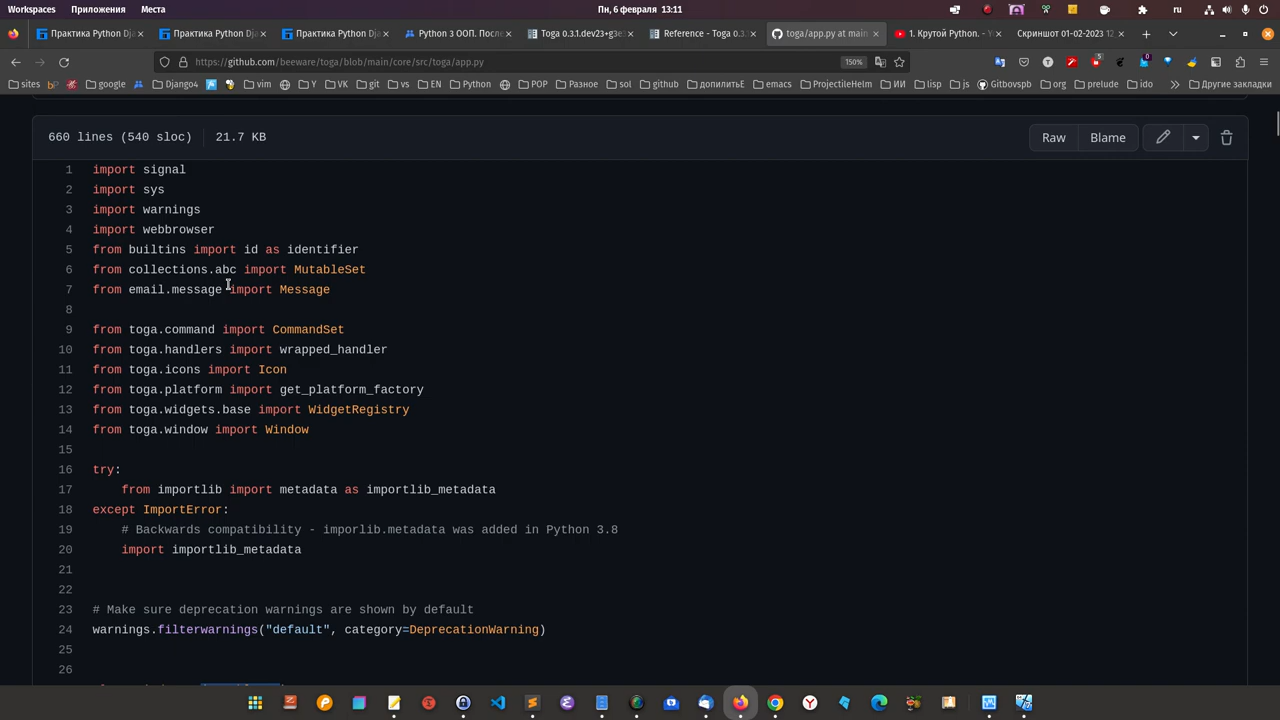 Workspaces Приложения Места Пн, 6 февраля 13:11 ru
Практика Python Dja Практика Python Dja Практика Python Dja Python 3 ООП. После Toga 0.3.1.dev23+g3e Reference - Toga 0.3. toga/app.py at main 1. Крутой Python. - Yo Скриншот 01-02-2023 12
https://github.com/beeware/toga/blob/main/core/src/toga/app.py 150%
sites google Django4 vim Y VK git vs EN Python POP Разное sol github допилитьЕ emacs ProjectileHelm ИИ lisp js Gitbovspb org prelude ido Другие закладки
660 lines (540 sloc) 21.7 KB Raw Blame
1 import signal
2 import sys
3 import warnings
4 import webbrowser
5 from builtins import id as identifier
6 from collections.abc import MutableSet
7 from email.message import Message
8
9 from toga.command import CommandSet
10 from toga.handlers import wrapped_handler
11 from toga.icons import Icon
12 from toga.platform import get_platform_factory
13 from toga.widgets.base import WidgetRegistry
14 from toga.window import Window
15
16 try:
17 from importlib import metadata as importlib_metadata
18 except ImportError:
19 # Backwards compatibility - imporlib.metadata was added in Python 3.8
20 import importlib_metadata
21
22
23 # Make sure deprecation warnings are shown by default
24 warnings.filterwarnings("default", category=DeprecationWarning)
25
26